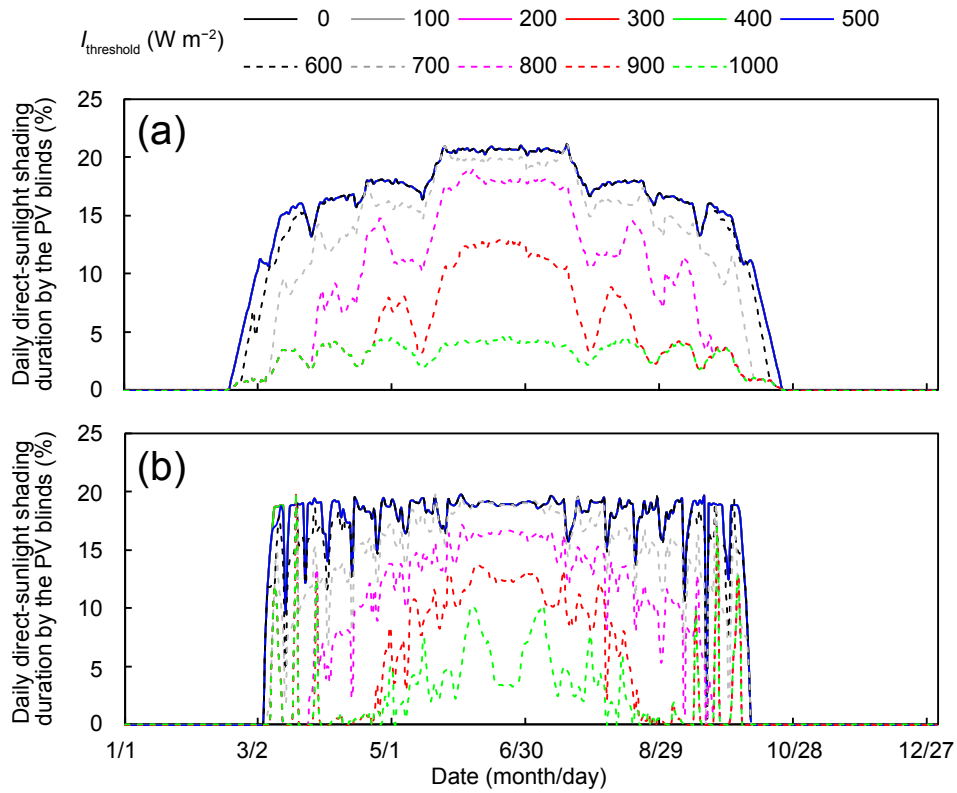 0 100 200 300 400 500
I_threshold (W m−2)
600 700 800 900 1000
Daily direct-sunlight shading
duration by the PV blinds (%)
25
20
15
10
5
0
(a)
Daily direct-sunlight shading
duration by the PV blinds (%)
25
20
15
10
5
0
(b)
1/1 3/2 5/1 6/30 8/29 10/28 12/27
Date (month/day)